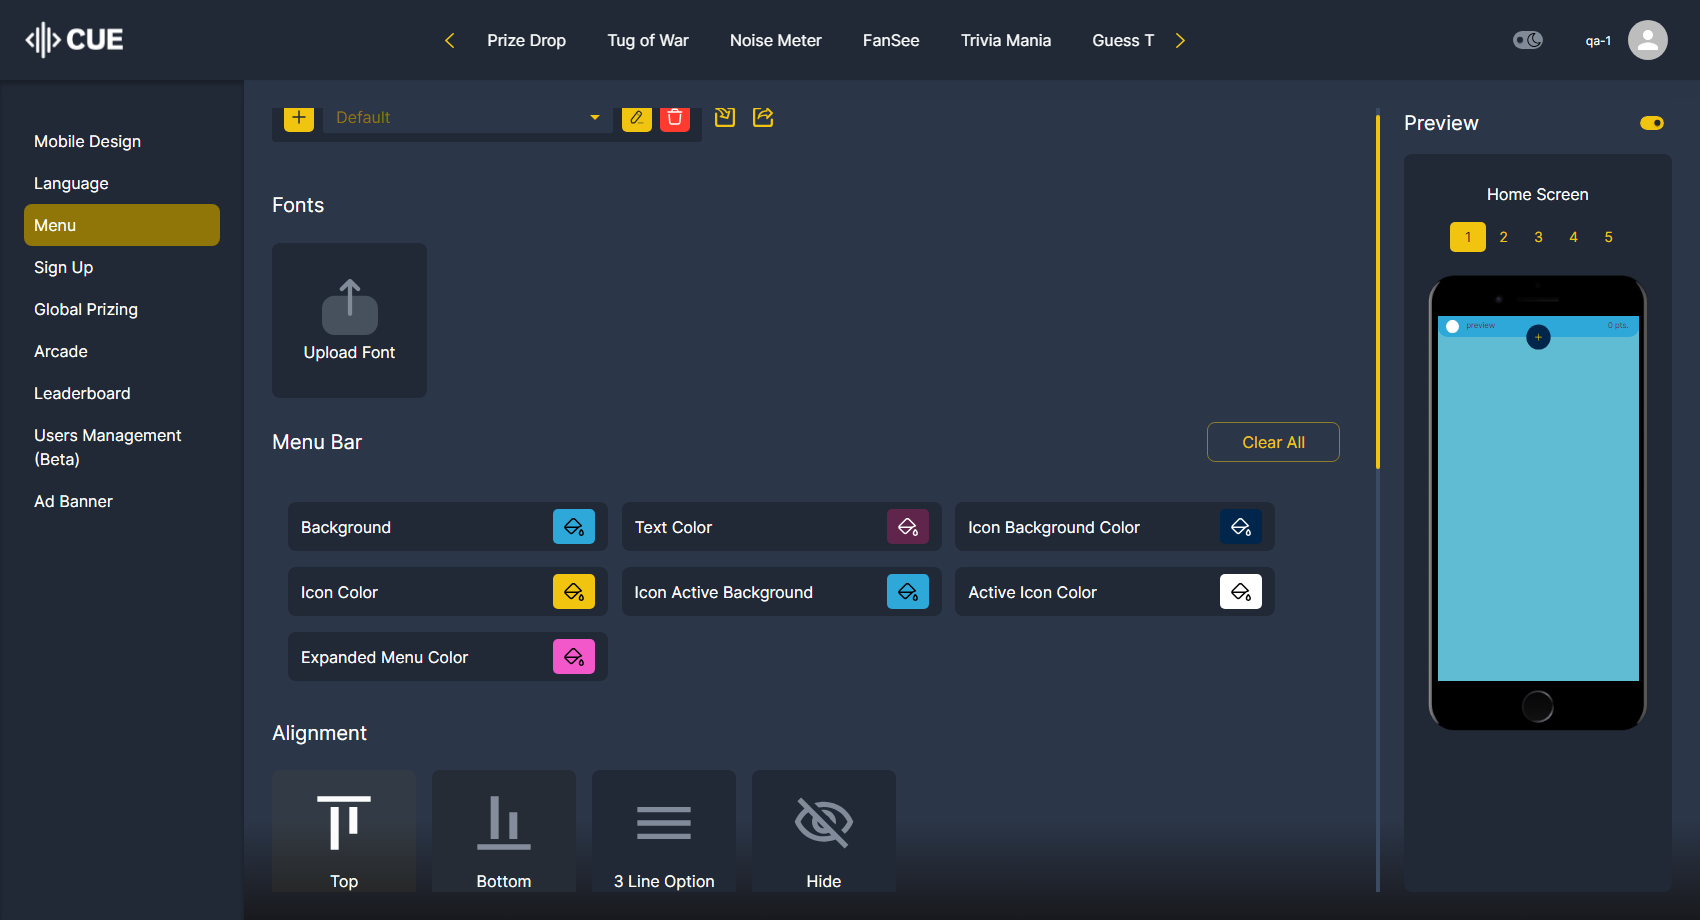 CUE
Prize Drop
Tug of War
Noise Meter
FanSee
Trivia Mania
Guess T
qa-1
Mobile Design
Language
Menu
Sign Up
Global Prizing
Arcade
Leaderboard
Users Management
(Beta)
Ad Banner
Default
Fonts
Upload Font
Menu Bar
Clear All
Background
Text Color
Icon Background Color
Icon Color
Icon Active Background
Active Icon Color
Expanded Menu Color
Alignment
Top
Bottom
3 Line Option
Hide
Preview
Home Screen
1 2 3 4 5
preview
0 pts.